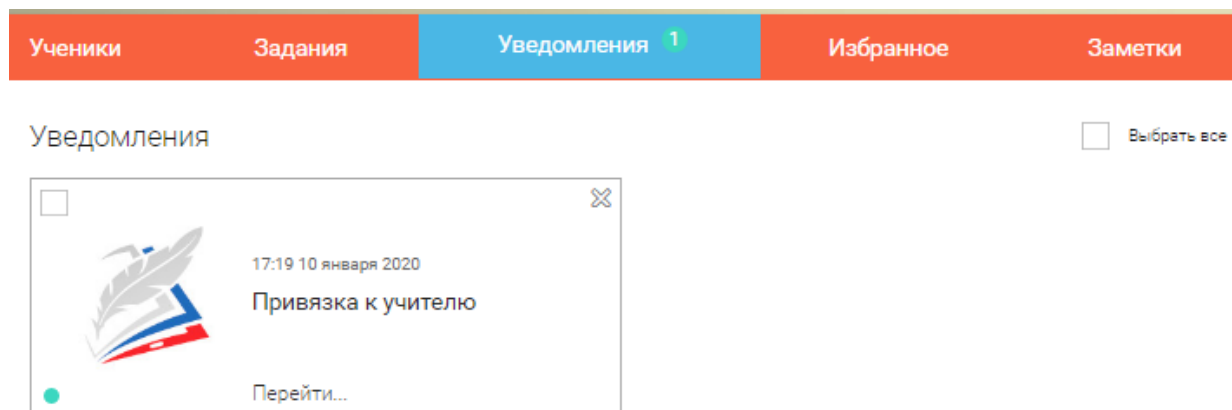 Ученики Задания Уведомления 1 Избранное Заметки
Уведомления
Выбрать все
17:19 10 января 2020
Привязка к учителю
Перейти...